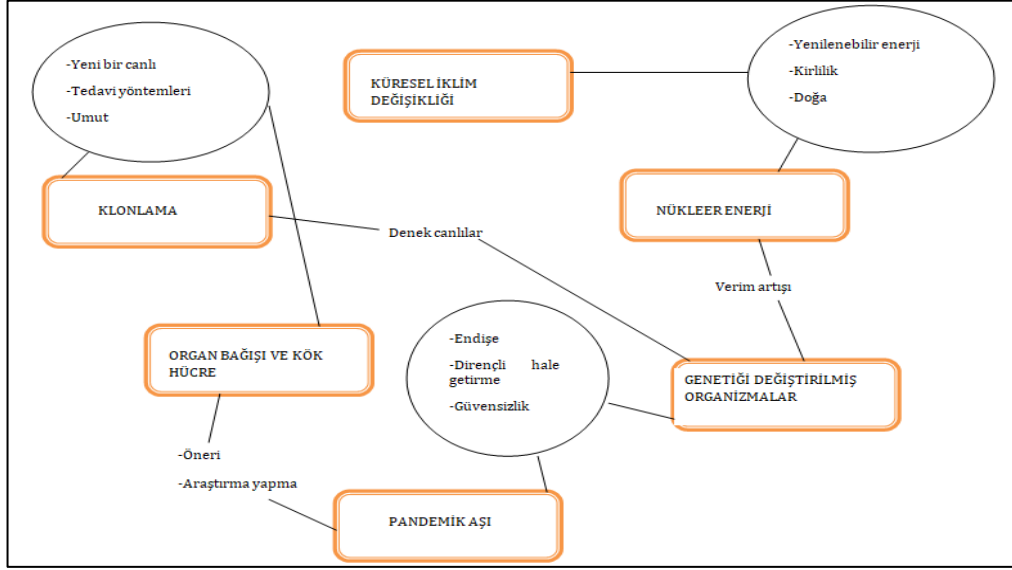 -Yeni bir canlı
-Tedavi yöntemleri
-Umut
KÜRESEL İKLİM
DEĞİŞİKLİĞİ
-Yenilenebilir enerji
-Kirlilik
-Doğa
KLONLAMA
NÜKLEER ENERJİ
Denek canlılar
Verim artışı
ORGAN BAĞIŞI VE KÖK
HÜCRE
-Endişe
-Dirençli hale
getirme
-Güvensizlik
GENETİĞİ DEĞİŞTİRİLMİŞ
ORGANİZMALAR
-Öneri
-Araştırma yapma
PANDEMİK AŞI